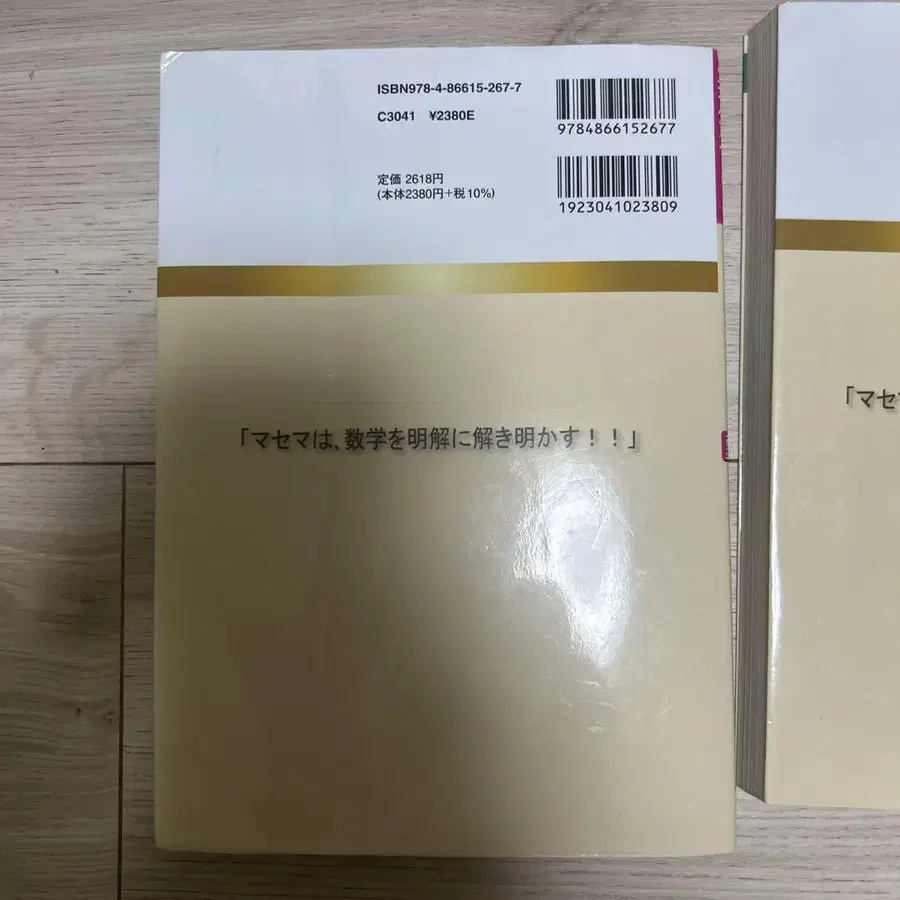 ISBN978-4-86615-267-7
C3041 ¥2380E
9784866152677
定価 2618円
(本体2380円+税10%)
1923041023809
「マセマは、数学を明解に解き明かす！！」
「マセ